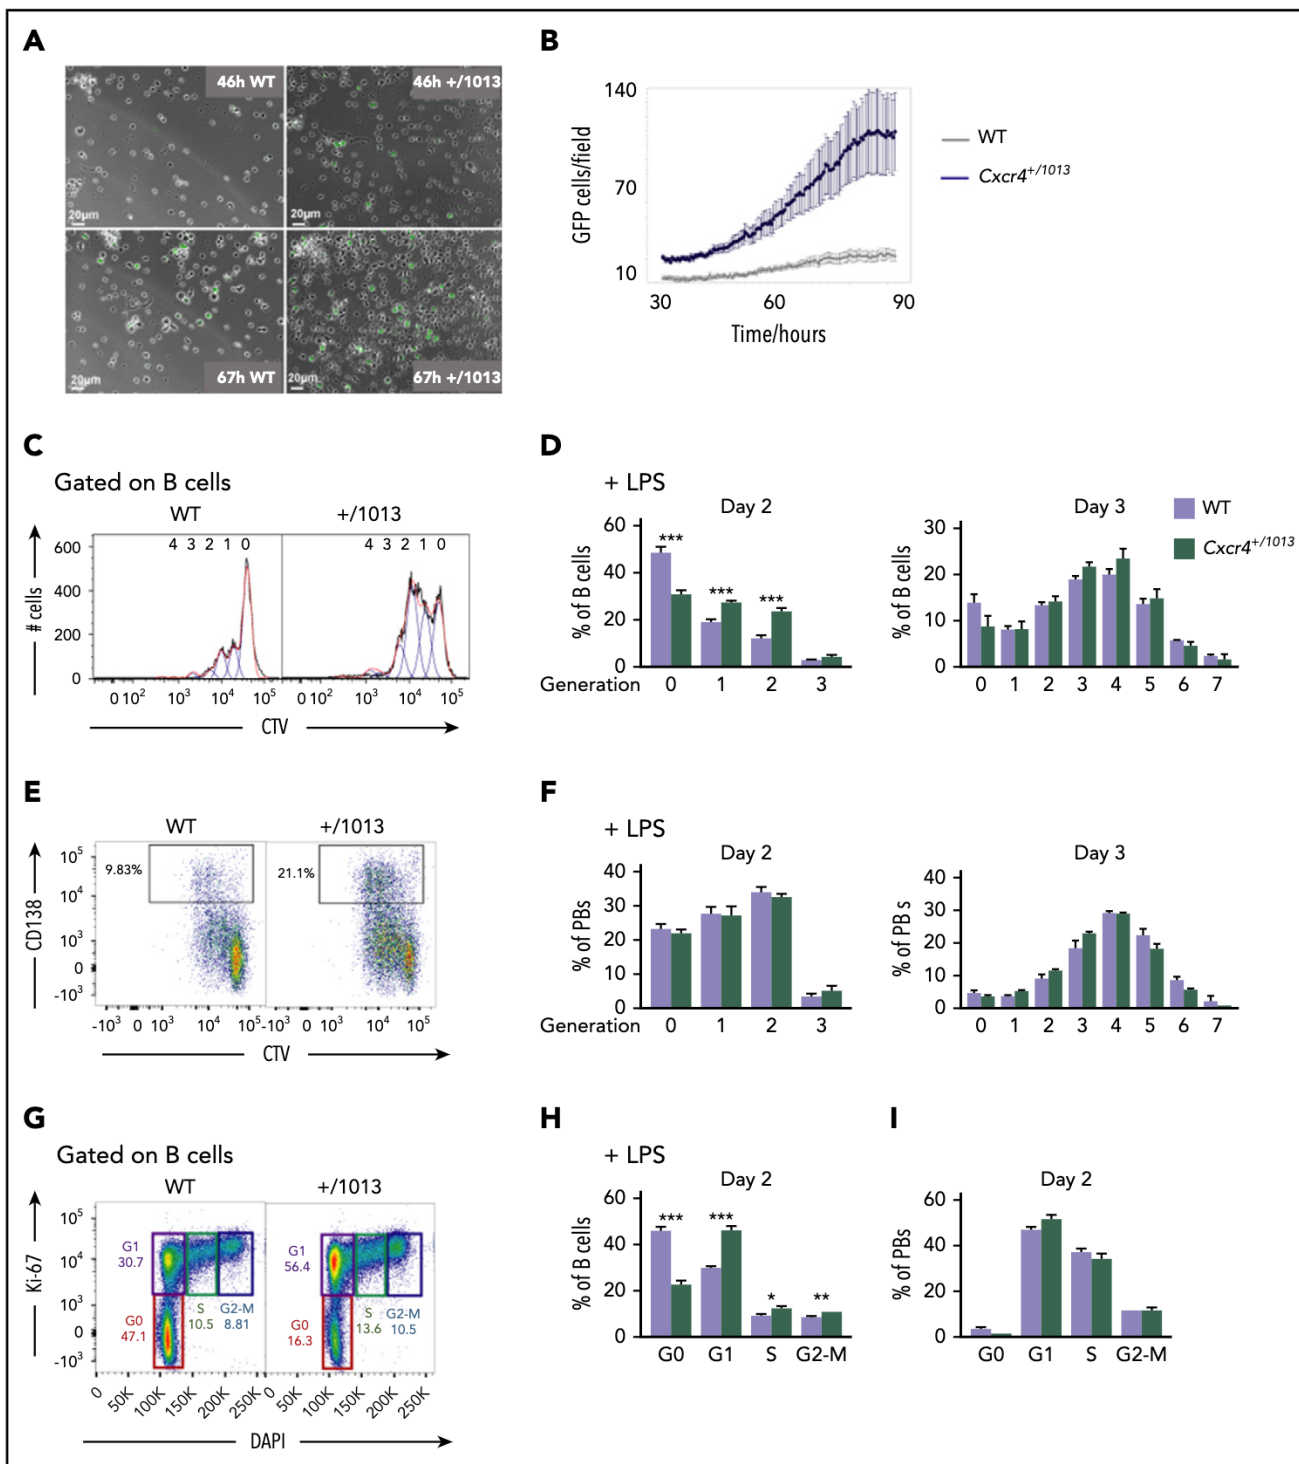 A
46h WT
46h +/1013
20µm
20µm
67h WT
67h +/1013
20µm
20µm
B
GFP cells/field
140
70
10
30
60
90
Time/hours
WT
Cxcr4+/1013
C
Gated on B cells
WT
+/1013
4 3 2 1 0
4 3 2 1 0
# cells
600
400
200
0
0 10² 10³ 10⁴ 10⁵
0 10² 10³ 10⁴ 10⁵
CTV
D
+ LPS
Day 2
% of B cells
60
40
20
0
***
***
***
Generation 0 1 2 3
Day 3
% of B cells
30
20
10
0
0 1 2 3 4 5 6 7
WT
Cxcr4+/1013
E
WT
+/1013
CD138
10⁵
10⁴
10³
0
-10³
9.83%
21.1%
-10³ 0 10³ 10⁴ 10⁵
-10³ 0 10³ 10⁴ 10⁵
CTV
F
+ LPS
Day 2
% of PBs
40
30
20
10
0
Generation 0 1 2 3
Day 3
% of PB s
40
30
20
10
0
0 1 2 3 4 5 6 7
G
Gated on B cells
WT
+/1013
Ki-67
10⁵
10⁴
10³
0
-10³
G1
30.7
G0
47.1
S
10.5
G2-M
8.81
G1
56.4
G0
16.3
S
13.6
G2-M
10.5
0 50K 100K 150K 200K 250K
0 50K 100K 150K 200K 250K
DAPI
H
+ LPS
Day 2
% of B cells
60
40
20
0
***
***
*
**
G0 G1 S G2-M
I
Day 2
% of PBs
60
40
20
0
G0 G1 S G2-M